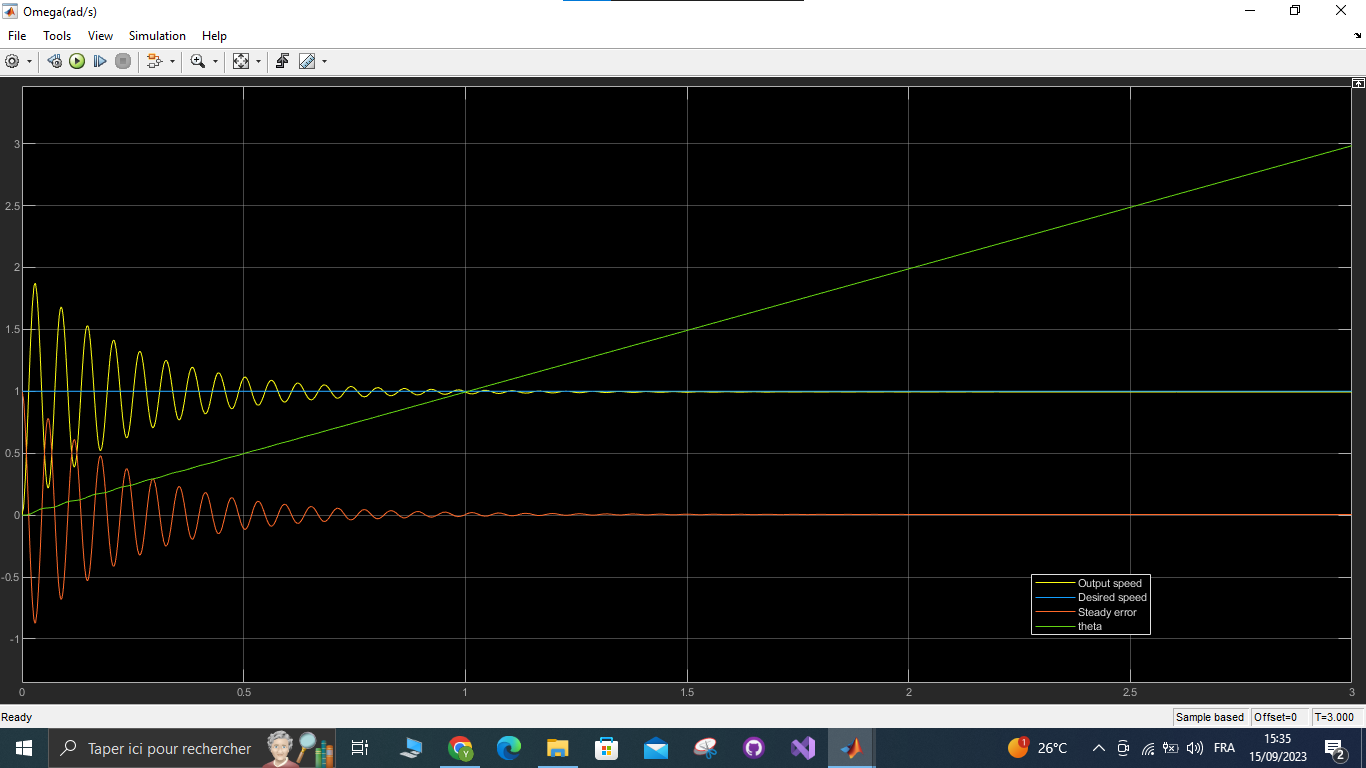 Omega(rad/s)
File Tools View Simulation Help
3
2.5
2
1.5
1
0.5
0
-0.5
-1
0 0.5 1 1.5 2 2.5 3
Output speed
Desired speed
Steady error
theta
Ready
Sample based Offset=0 T=3.000
Taper ici pour rechercher
1
26°C
FRA
15:35
15/09/2023
2